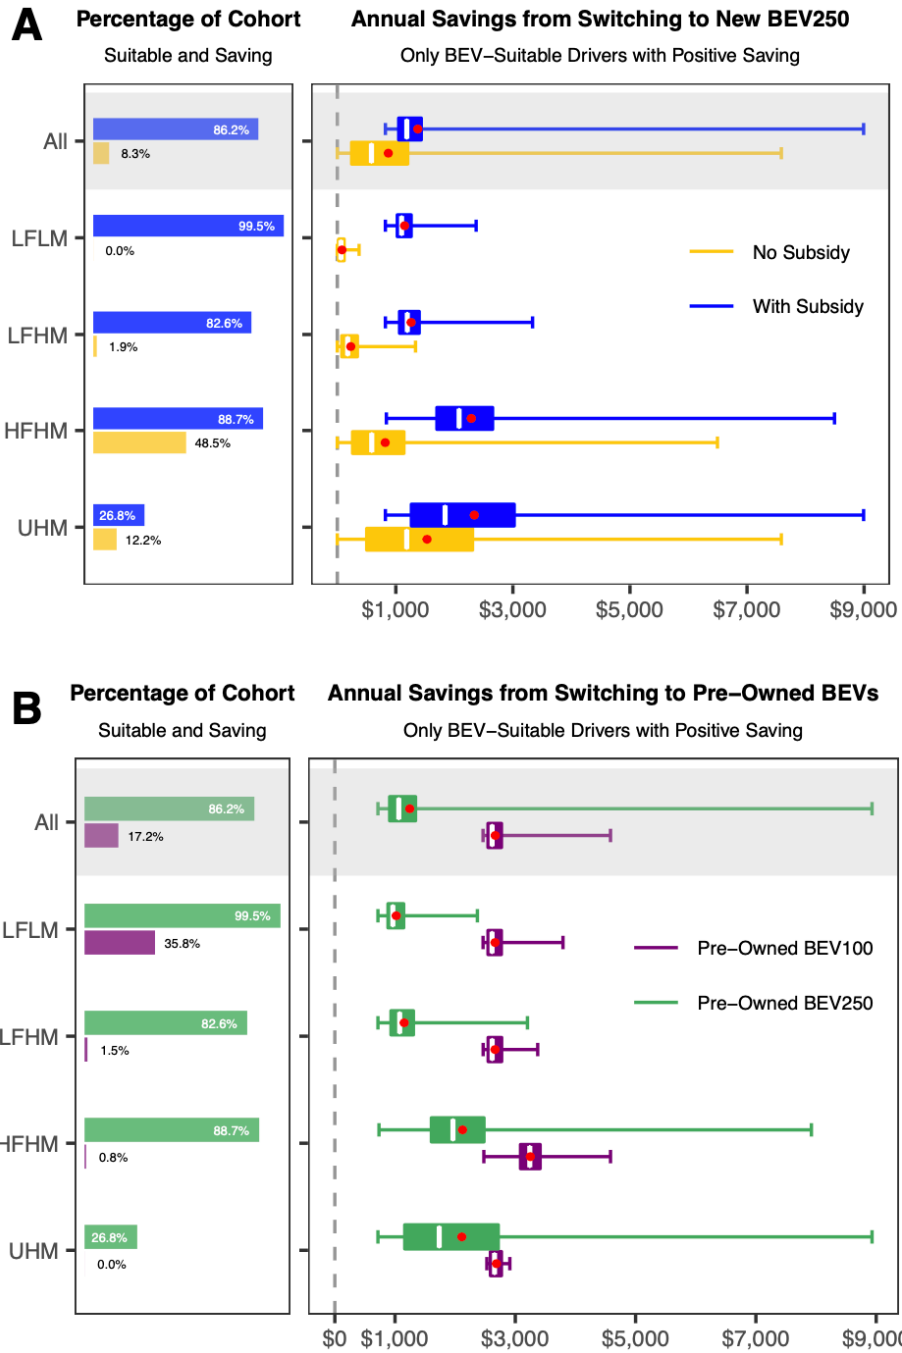 A
Percentage of Cohort
Suitable and Saving
Annual Savings from Switching to New BEV250
Only BEV−Suitable Drivers with Positive Saving
All
86.2%
8.3%
LFLM
99.5%
0.0%
LFHM
82.6%
1.9%
HFHM
88.7%
48.5%
UHM
26.8%
12.2%
No Subsidy
With Subsidy
$1,000
$3,000
$5,000
$7,000
$9,000
B
Percentage of Cohort
Suitable and Saving
Annual Savings from Switching to Pre−Owned BEVs
Only BEV−Suitable Drivers with Positive Saving
All
86.2%
17.2%
LFLM
99.5%
35.8%
LFHM
82.6%
1.5%
HFHM
88.7%
0.8%
UHM
26.8%
0.0%
Pre−Owned BEV100
Pre−Owned BEV250
$0
$1,000
$3,000
$5,000
$7,000
$9,00